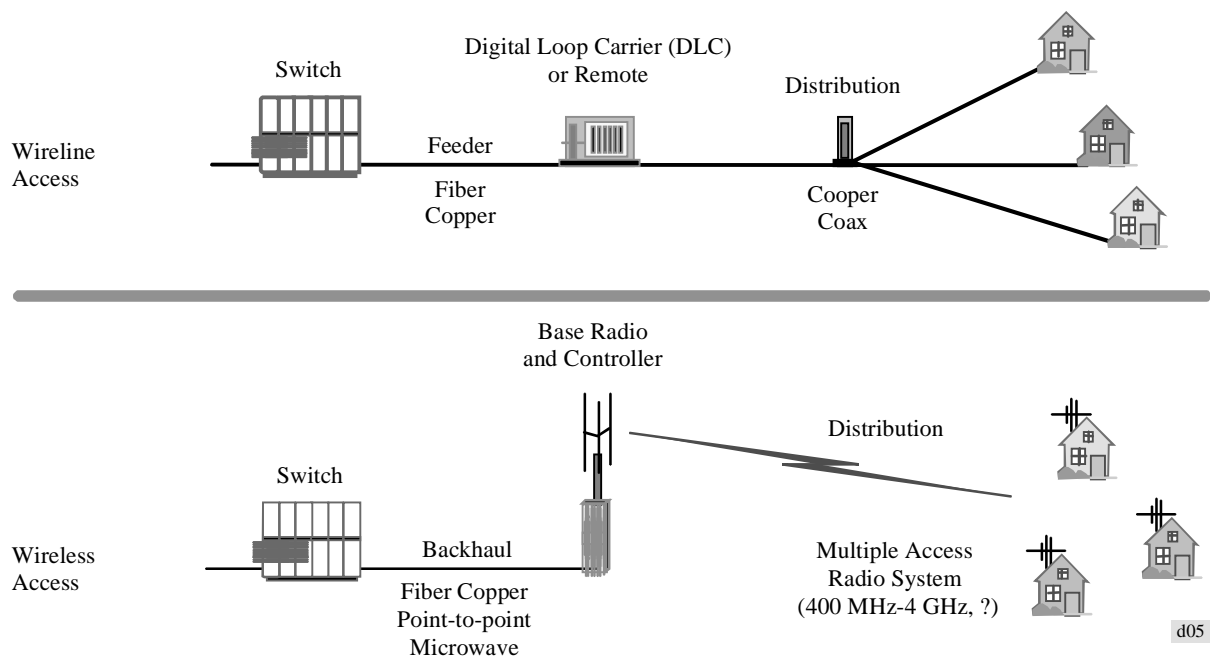 Digital Loop Carrier (DLC)
or Remote
Switch
Distribution
Wireline
Access
Feeder
Fiber
Copper
Cooper
Coax
Base Radio
and Controller
Distribution
Switch
Wireless
Access
Backhaul
Fiber Copper
Point-to-point
Microwave
Multiple Access
Radio System
(400 MHz-4 GHz, ?)
d05